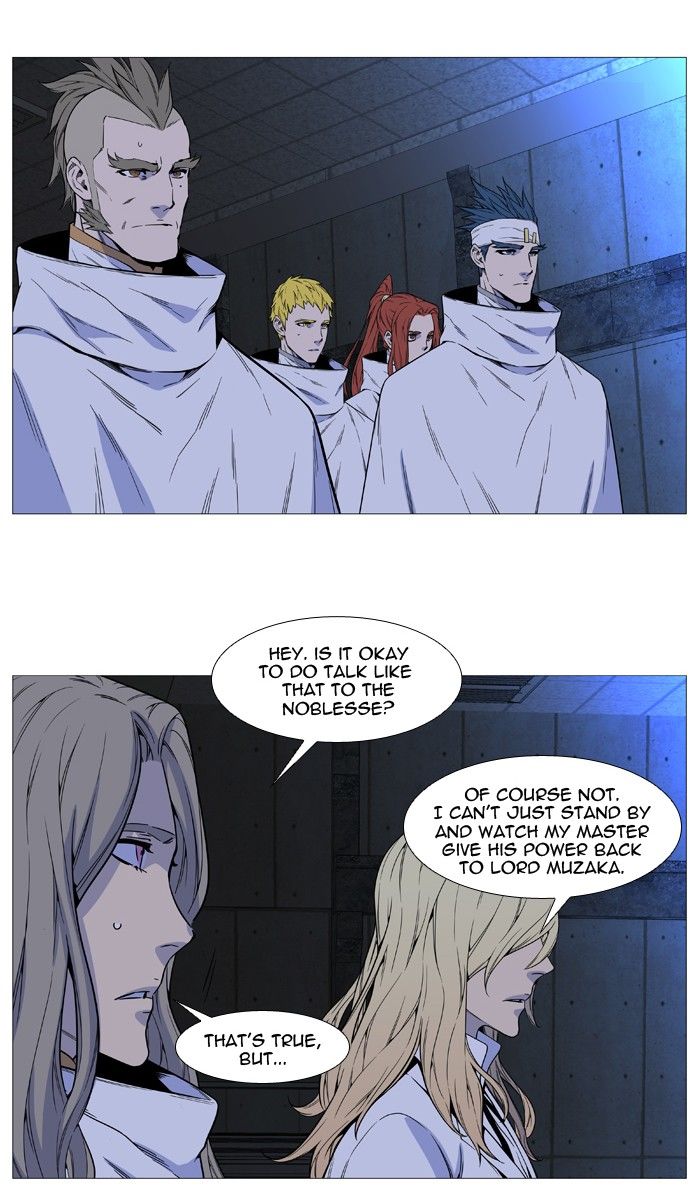 HEY. IS IT OKAY
TO DO TALK LIKE
THAT TO THE
NOBLESSE?
OF COURSE NOT.
I CAN'T JUST STAND BY
AND WATCH MY MASTER
GIVE HIS POWER BACK
TO LORD MUZAKA.
THAT'S TRUE,
BUT...